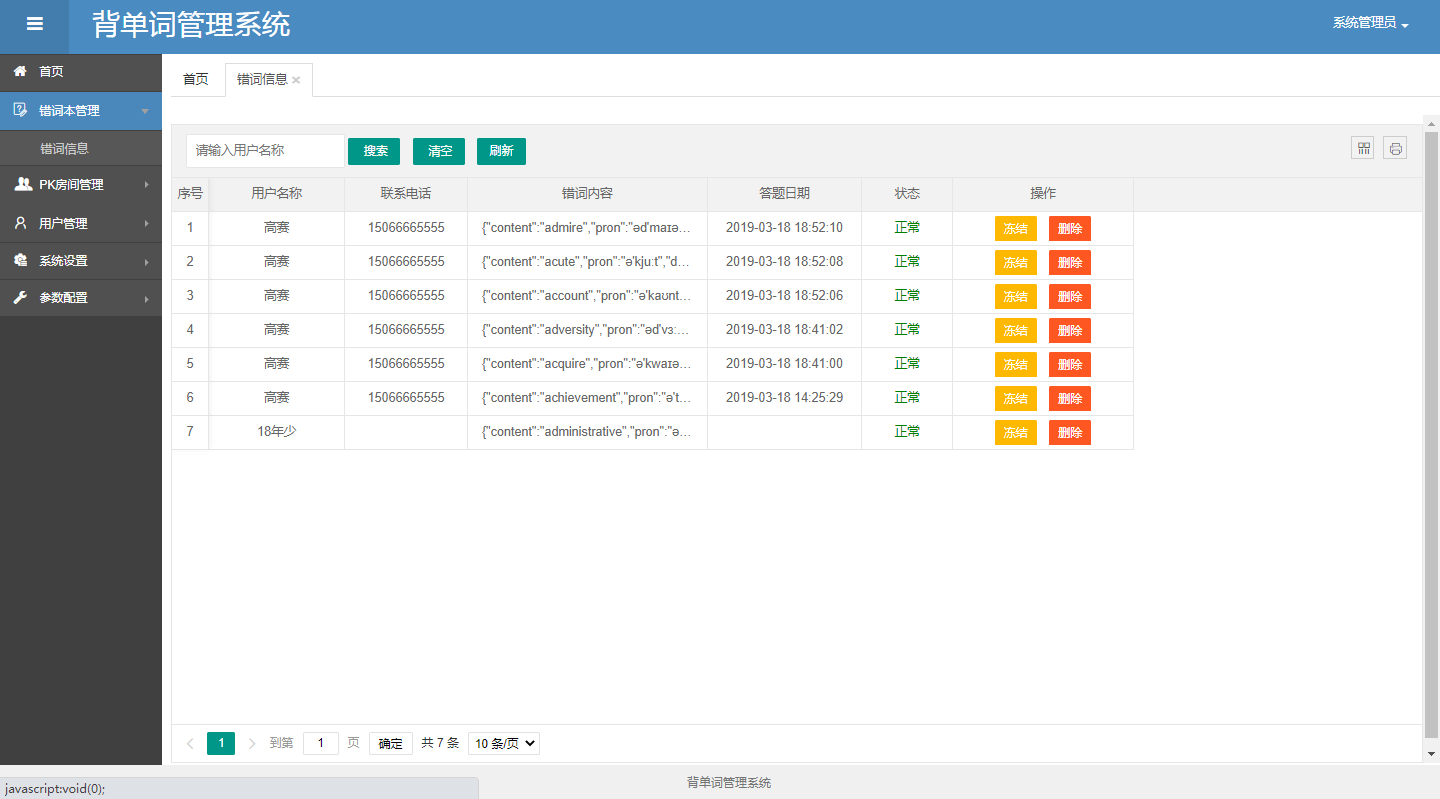 背单词管理系统
系统管理员
首页
错词本管理
错词信息
PK房间管理
用户管理
系统设置
参数配置
首页 错词信息
请输入用户名称 搜索 清空 刷新
序号 用户名称 联系电话 错词内容 答题日期 状态 操作
1 高赛 15066665555 {"content":"admire","pron":"əd'maɪə... 2019-03-18 18:52:10 正常 冻结 删除
2 高赛 15066665555 {"content":"acute","pron":"ə'kjuːt","d... 2019-03-18 18:52:08 正常 冻结 删除
3 高赛 15066665555 {"content":"account","pron":"ə'kaʊnt... 2019-03-18 18:52:06 正常 冻结 删除
4 高赛 15066665555 {"content":"adversity","pron":"əd'vɜː... 2019-03-18 18:41:02 正常 冻结 删除
5 高赛 15066665555 {"content":"acquire","pron":"ə'kwaɪə... 2019-03-18 18:41:00 正常 冻结 删除
6 高赛 15066665555 {"content":"achievement","pron":"ə't... 2019-03-18 14:25:29 正常 冻结 删除
7 18年少 {"content":"administrative","pron":"ə... 正常 冻结 删除
1 到第 1 页 确定 共 7 条 10 条/页
背单词管理系统
javascript:void(0);